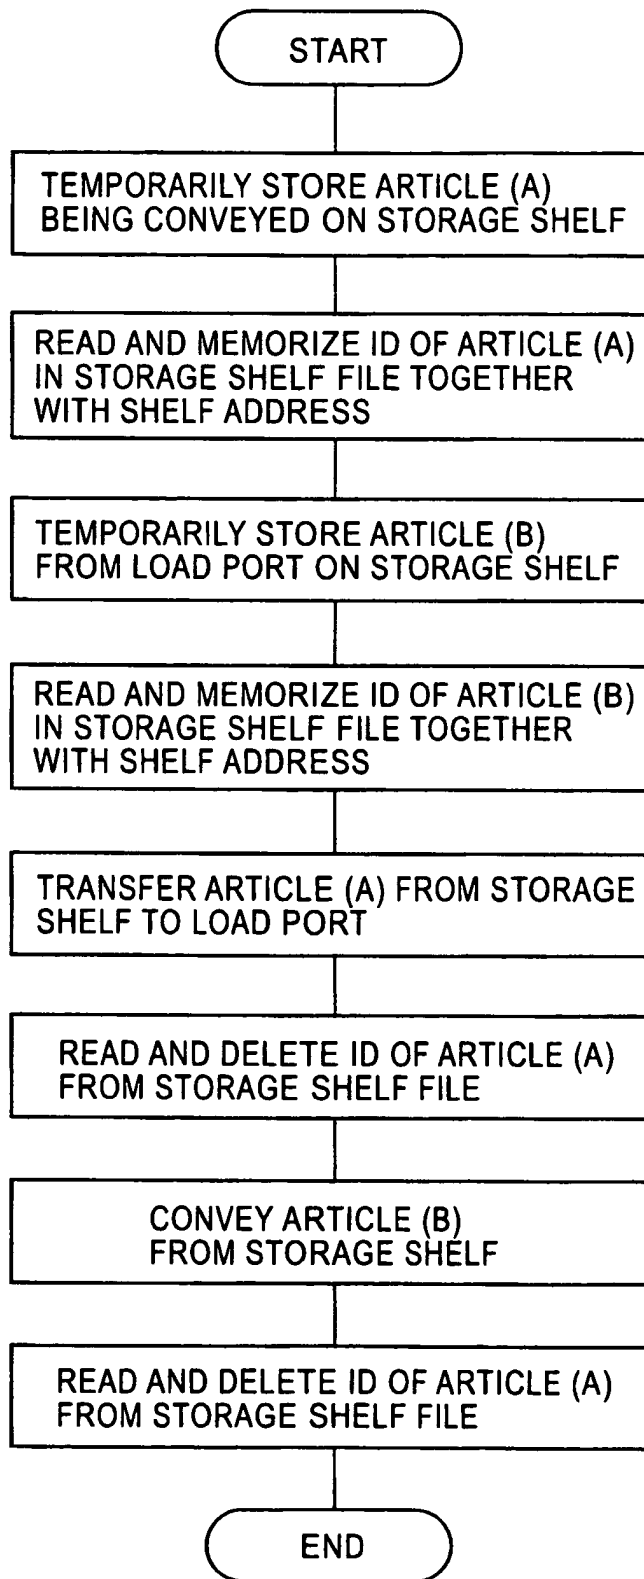 START
TEMPORARILY STORE ARTICLE (A)
BEING CONVEYED ON STORAGE SHELF
READ AND MEMORIZE ID OF ARTICLE (A)
IN STORAGE SHELF FILE TOGETHER
WITH SHELF ADDRESS
TEMPORARILY STORE ARTICLE (B)
FROM LOAD PORT ON STORAGE SHELF
READ AND MEMORIZE ID OF ARTICLE (B)
IN STORAGE SHELF FILE TOGETHER
WITH SHELF ADDRESS
TRANSFER ARTICLE (A) FROM STORAGE
SHELF TO LOAD PORT
READ AND DELETE ID OF ARTICLE (A)
FROM STORAGE SHELF FILE
CONVEY ARTICLE (B)
FROM STORAGE SHELF
READ AND DELETE ID OF ARTICLE (A)
FROM STORAGE SHELF FILE
END